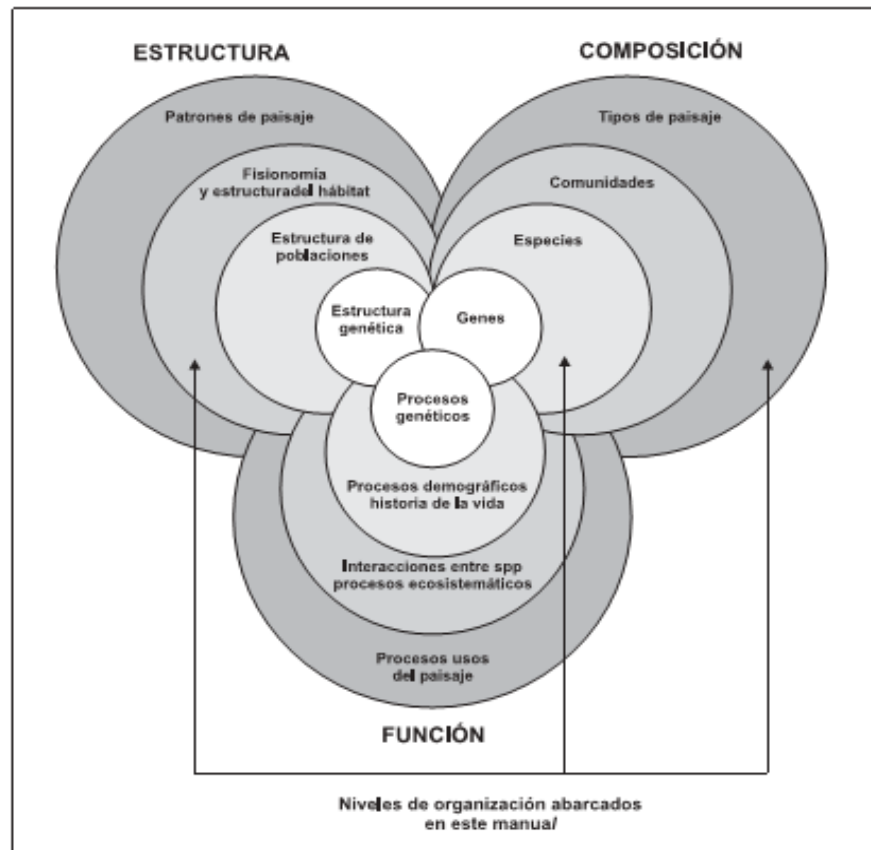 ESTRUCTURA
COMPOSICIÓN
Patrones de paisaje
Tipos de paisaje
Fisionomía
y estructuradel hábitat
Comunidades
Estructura de
poblaciones
Especies
Estructura
genética
Genes
Procesos
genéticos
Procesos demográficos
historia de la vida
Interacciones entre spp
procesos ecosistemáticos
Procesos usos
del paisaje
FUNCIÓN
Niveles de organización abarcados
en este manual